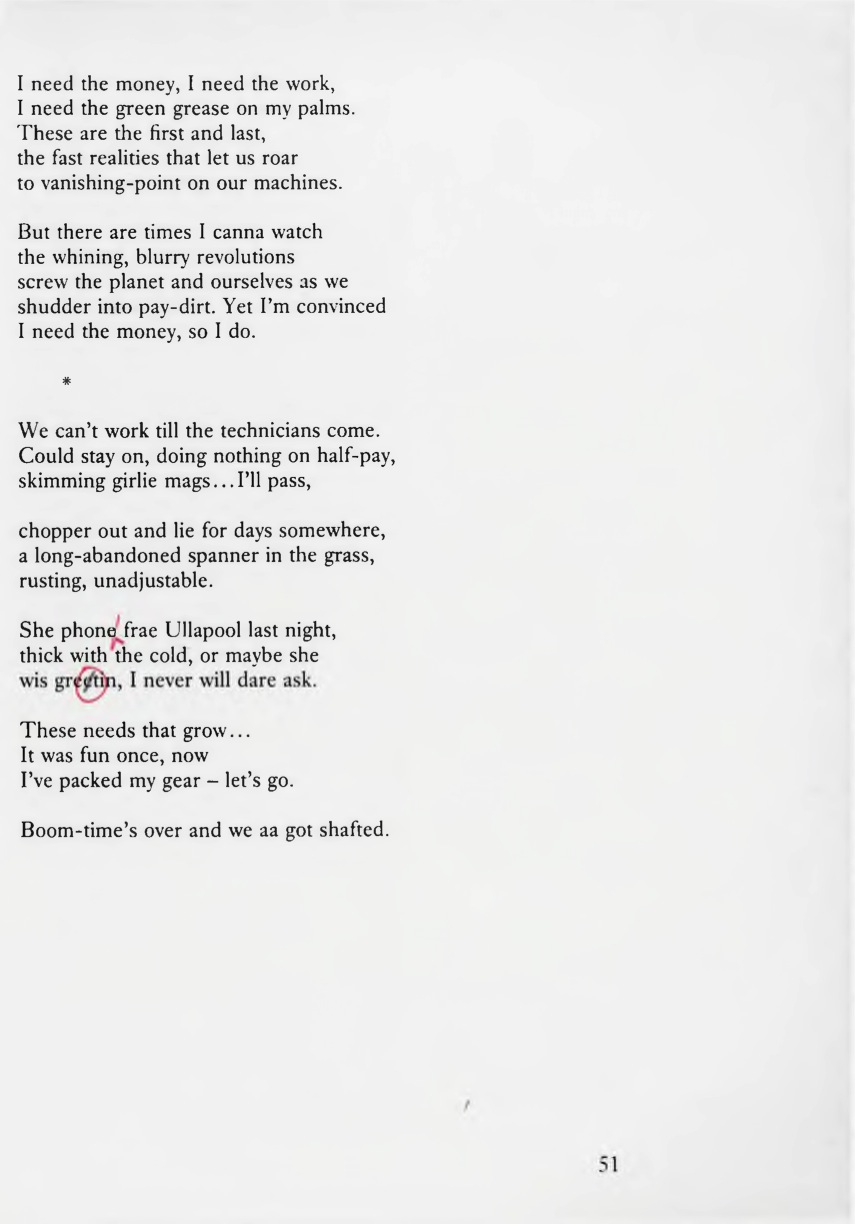 I need the money, I need the work,
I need the green grease on my palms.
These are the first and last,
the fast realities that let us roar
to vanishing-point on our machines.
But there are times I canna watch
the whining, blurry revolutions
screw the planet and ourselves as we
shudder into pay-dirt. Yet I'm convinced
I need the money, so I do.
*
We can't work till the technicians come.
Could stay on, doing nothing on half-pay,
skimming girlie mags...I'll pass,
chopper out and lie for days somewhere,
a long-abandoned spanner in the grass,
rusting, unadjustable.
She phone frae Ullapool last night,
thick with the cold, or maybe she
wis greetin, I never will dare ask.
These needs that grow...
It was fun once, now
I've packed my gear – let's go.
Boom-time's over and we aa got shafted.
51